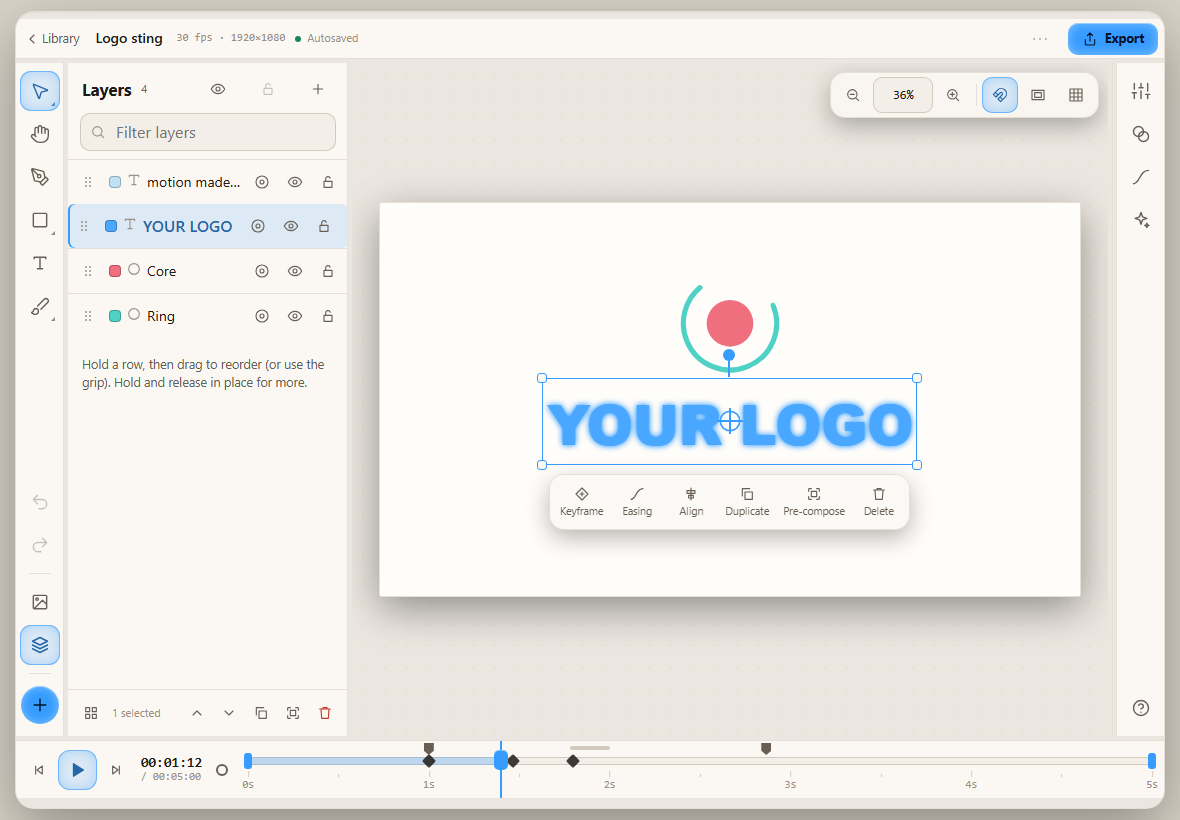 Library
Logo sting
30 fps · 1920×1080
Autosaved
Export
Layers 4
Filter layers
36%
motion made...
YOUR LOGO
Core
Ring
Hold a row, then drag to reorder (or use the
grip). Hold and release in place for more.
YOUR LOGO
Keyframe
Easing
Align
Duplicate
Pre-compose
Delete
1 selected
00:01:12
/ 00:05:00
0s
1s
2s
3s
4s
5s